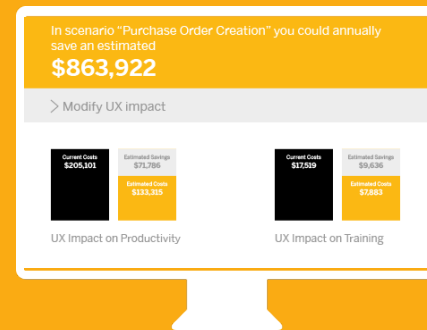 In scenario "Purchase Order Creation" you could annually
save an estimated
$863,922
> Modify UX impact
Current Costs
$205,101
Estimated Savings
$71,786
Estimated Costs
$133,315
UX Impact on Productivity
Current Costs
$17,519
Estimated Savings
$9,636
Estimated Costs
$7,883
UX Impact on Training